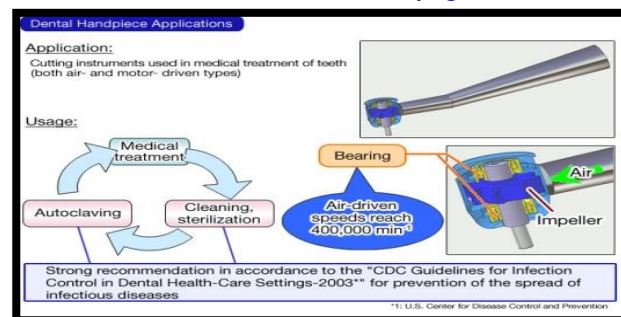 Dental Handpiece Applications
Application:
Cutting instruments used in medical treatment of teeth
(both air- and motor- driven types)
Usage:
Medical
treatment
Autoclaving
Cleaning,
sterilization
Bearing
Air-driven
speeds reach
400,000 min-1
Air
Impeller
Strong recommendation in accordance to the "CDC Guidelines for Infection
Control in Dental Health-Care Settings-2003*" for prevention of the spread of
infectious diseases
*1: U.S. Center for Disease Control and Prevention